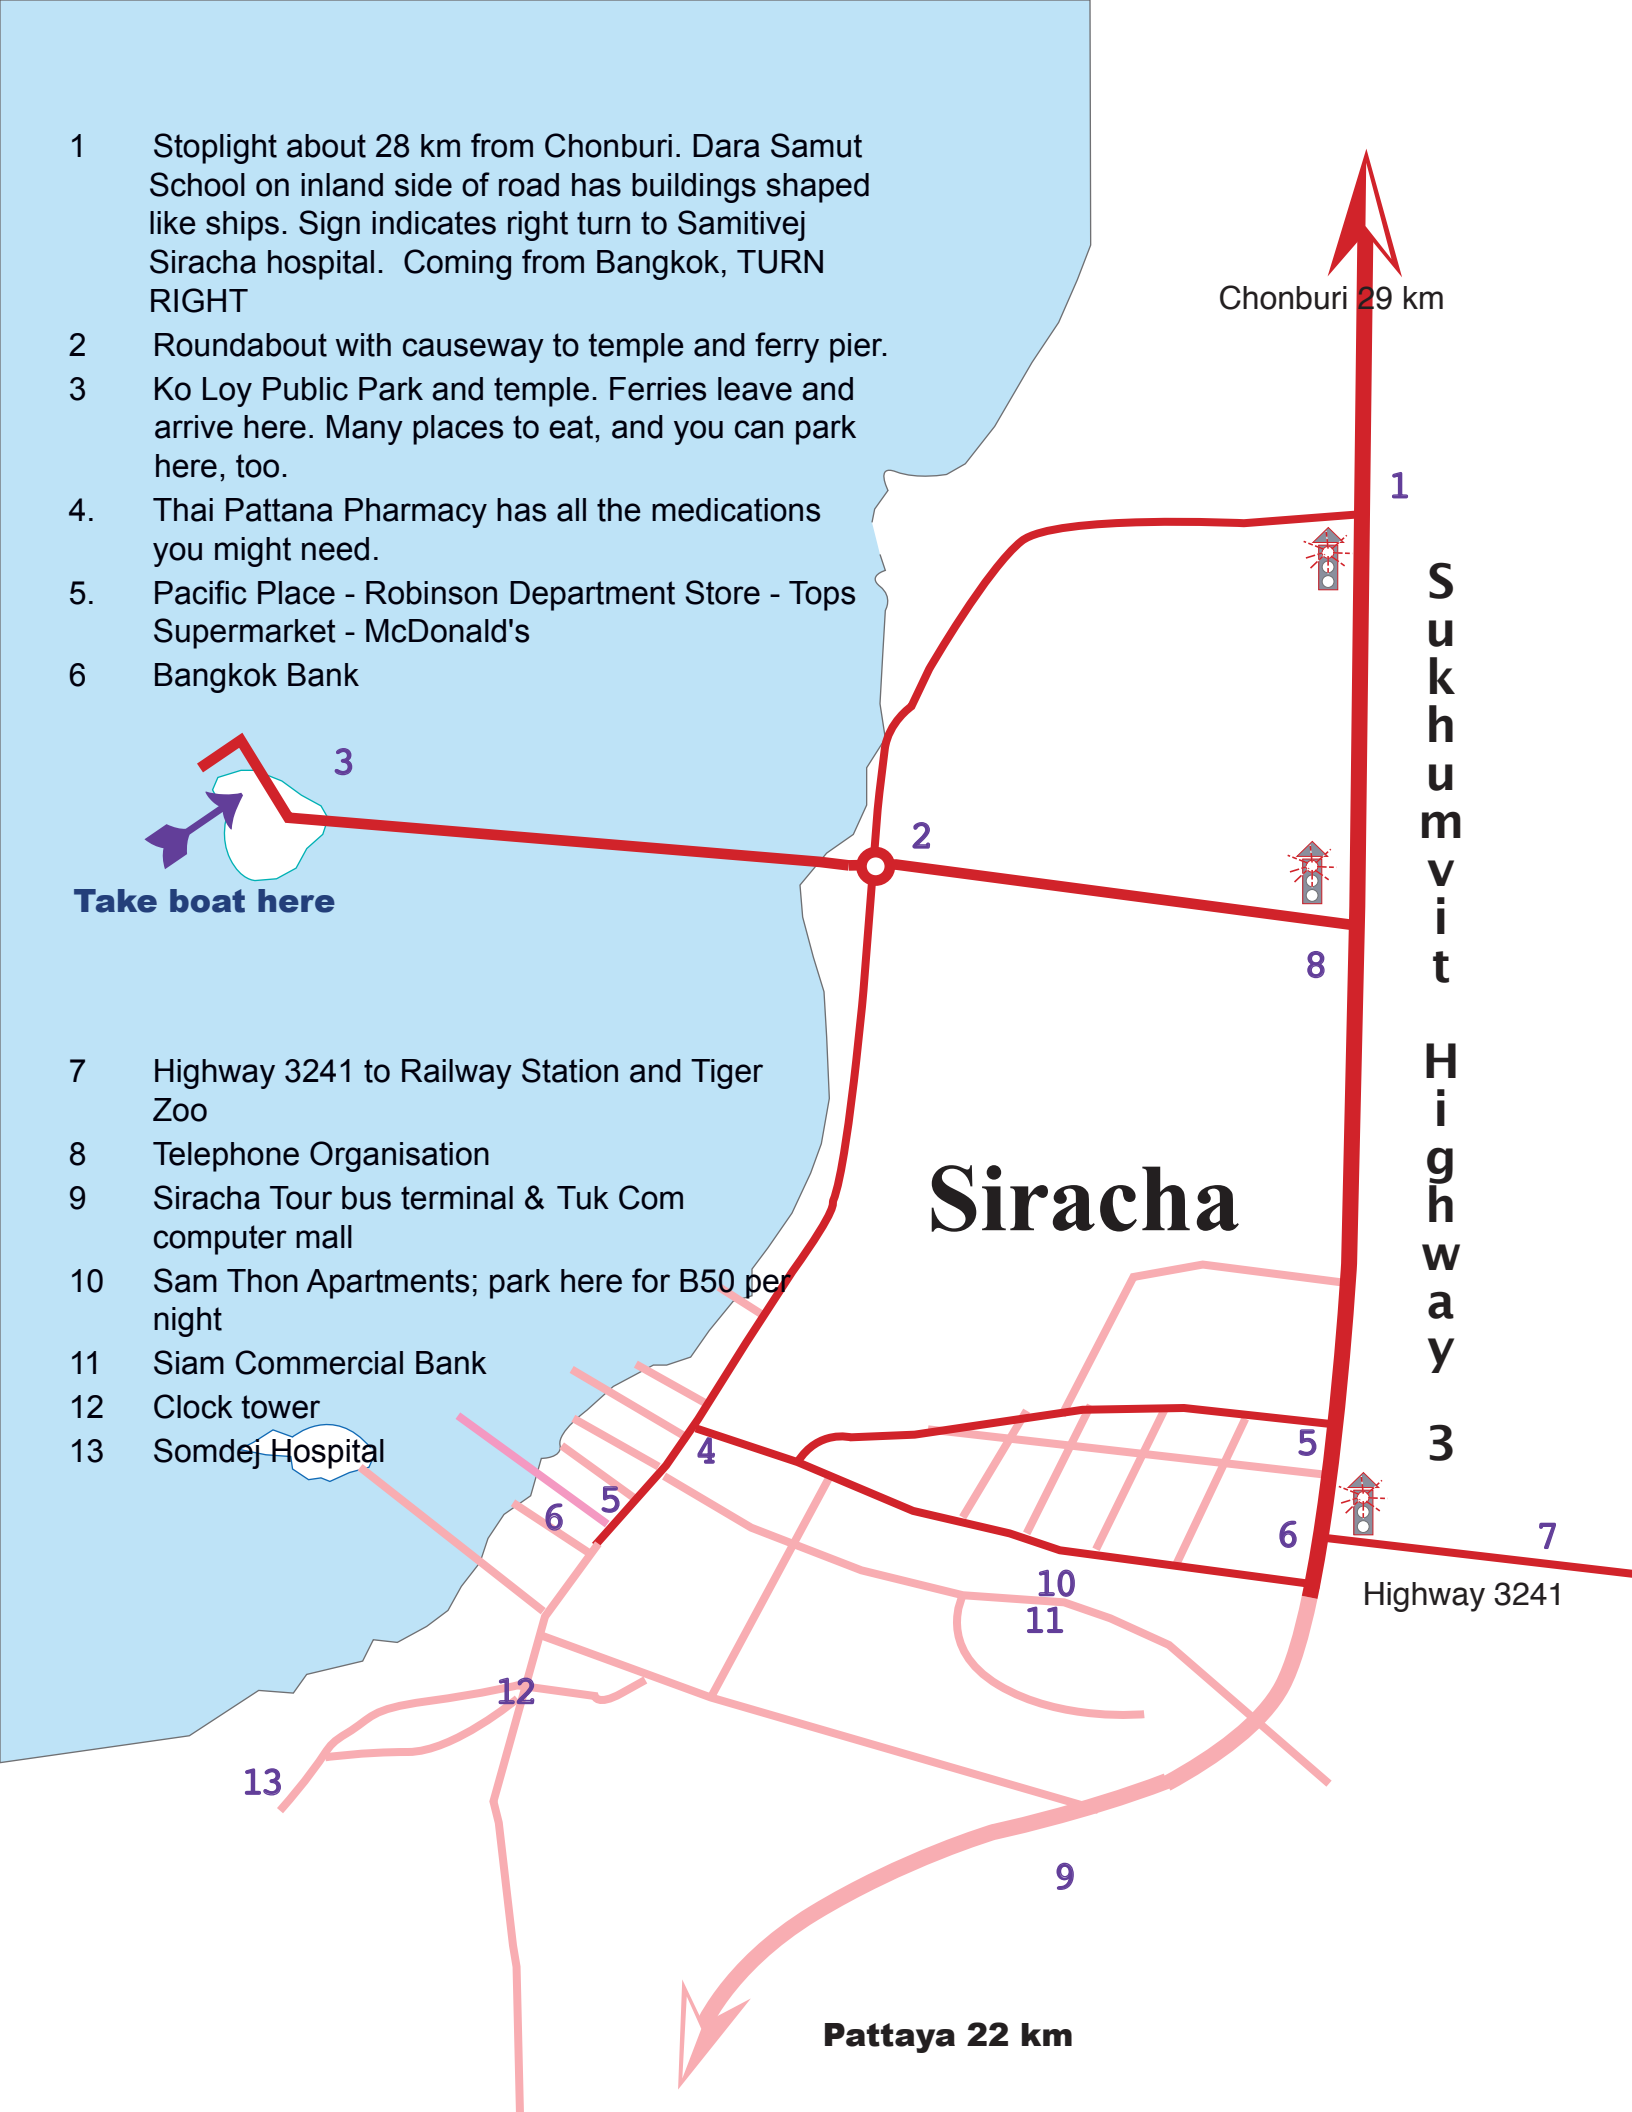 1 Stoplight about 28 km from Chonburi. Dara Samut
School on inland side of road has buildings shaped
like ships. Sign indicates right turn to Samitivej
Siracha hospital. Coming from Bangkok, TURN
RIGHT
2 Roundabout with causeway to temple and ferry pier.
3 Ko Loy Public Park and temple. Ferries leave and
arrive here. Many places to eat, and you can park
here, too.
4. Thai Pattana Pharmacy has all the medications
you might need.
5. Pacific Place - Robinson Department Store - Tops
Supermarket - McDonald's
6 Bangkok Bank
Chonburi 29 km
1
Sukhumvit Highway 3
3
2
Take boat here
8
7 Highway 3241 to Railway Station and Tiger
Zoo
8 Telephone Organisation
9 Siracha Tour bus terminal & Tuk Com
computer mall
10 Sam Thon Apartments; park here for B50 per
night
11 Siam Commercial Bank
12 Clock tower
13 Somdej Hospital
Siracha
4
5
5
6
6
7
Highway 3241
10
11
12
13
9
Pattaya 22 km